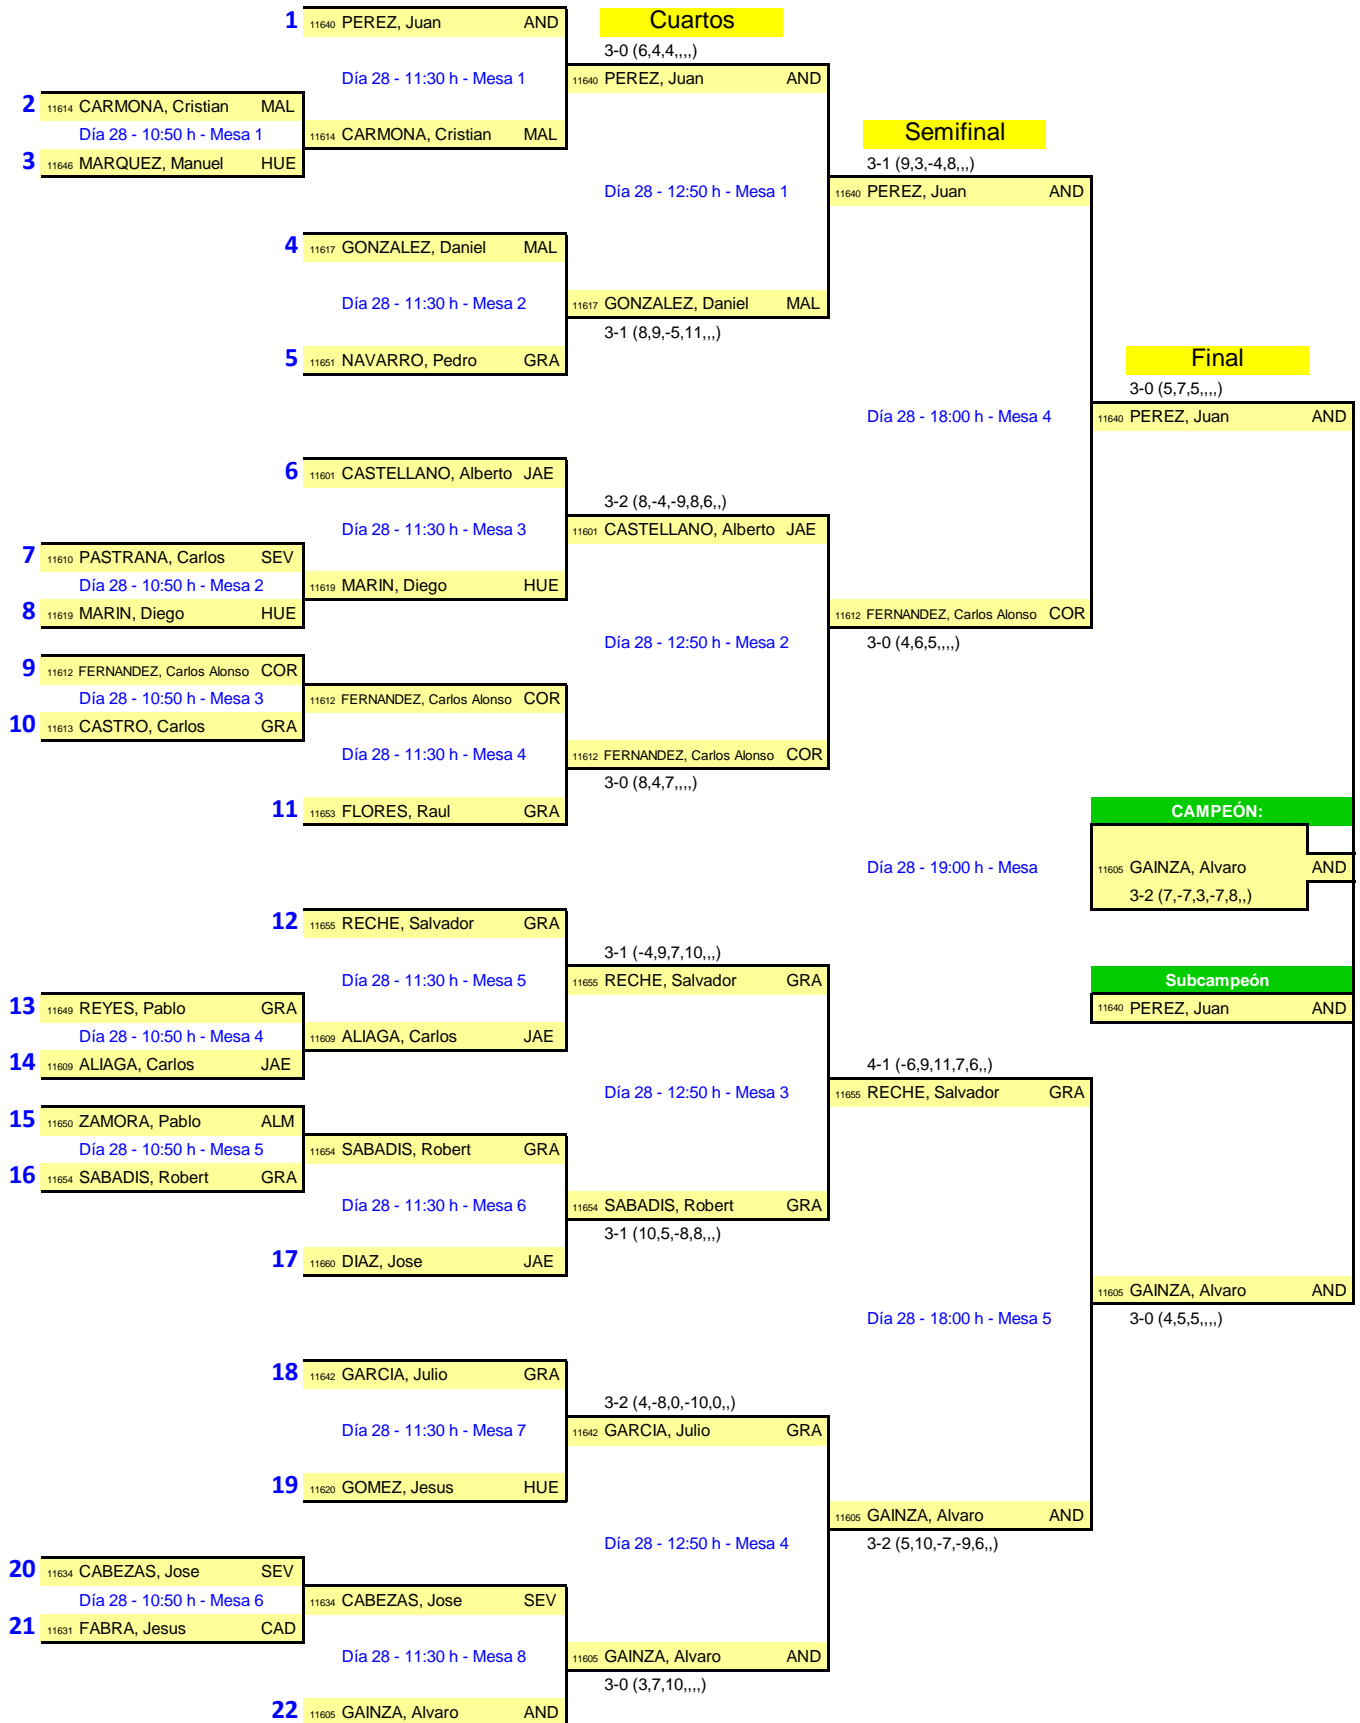 1 11640 PEREZ, Juan AND
Cuartos
3-0 (6,4,4,,,,)
Día 28 - 11:30 h - Mesa 1
11640 PEREZ, Juan AND
2 11614 CARMONA, Cristian MAL
Día 28 - 10:50 h - Mesa 1
11614 CARMONA, Cristian MAL
Semifinal
3 11646 MARQUEZ, Manuel HUE
3-1 (9,3,-4,8,,,)
Día 28 - 12:50 h - Mesa 1
11640 PEREZ, Juan AND
4 11617 GONZALEZ, Daniel MAL
Día 28 - 11:30 h - Mesa 2
11617 GONZALEZ, Daniel MAL
3-1 (8,9,-5,11,,,)
5 11651 NAVARRO, Pedro GRA
Final
3-0 (5,7,5,,,,)
Día 28 - 18:00 h - Mesa 4
11640 PEREZ, Juan AND
6 11601 CASTELLANO, Alberto JAE
3-2 (8,-4,-9,8,6,,)
Día 28 - 11:30 h - Mesa 3
11601 CASTELLANO, Alberto JAE
7 11610 PASTRANA, Carlos SEV
Día 28 - 10:50 h - Mesa 2
11619 MARIN, Diego HUE
8 11619 MARIN, Diego HUE
11612 FERNANDEZ, Carlos Alonso COR
Día 28 - 12:50 h - Mesa 2
3-0 (4,6,5,,,,)
9 11612 FERNANDEZ, Carlos Alonso COR
Día 28 - 10:50 h - Mesa 3
11612 FERNANDEZ, Carlos Alonso COR
10 11613 CASTRO, Carlos GRA
Día 28 - 11:30 h - Mesa 4
11612 FERNANDEZ, Carlos Alonso COR
3-0 (8,4,7,,,,)
11 11653 FLORES, Raul GRA
CAMPEÓN:
Día 28 - 19:00 h - Mesa
11605 GAINZA, Alvaro AND
3-2 (7,-7,3,-7,8,,)
12 11655 RECHE, Salvador GRA
3-1 (-4,9,7,10,,,)
Día 28 - 11:30 h - Mesa 5
11655 RECHE, Salvador GRA
Subcampeón
13 11649 REYES, Pablo GRA
11640 PEREZ, Juan AND
Día 28 - 10:50 h - Mesa 4
11609 ALIAGA, Carlos JAE
14 11609 ALIAGA, Carlos JAE
4-1 (-6,9,11,7,6,,)
Día 28 - 12:50 h - Mesa 3
11655 RECHE, Salvador GRA
15 11650 ZAMORA, Pablo ALM
Día 28 - 10:50 h - Mesa 5
11654 SABADIS, Robert GRA
16 11654 SABADIS, Robert GRA
Día 28 - 11:30 h - Mesa 6
11654 SABADIS, Robert GRA
3-1 (10,5,-8,8,,,)
17 11660 DIAZ, Jose JAE
11605 GAINZA, Alvaro AND
Día 28 - 18:00 h - Mesa 5
3-0 (4,5,5,,,,)
18 11642 GARCIA, Julio GRA
3-2 (4,-8,0,-10,0,,)
Día 28 - 11:30 h - Mesa 7
11642 GARCIA, Julio GRA
19 11620 GOMEZ, Jesus HUE
11605 GAINZA, Alvaro AND
Día 28 - 12:50 h - Mesa 4
3-2 (5,10,-7,-9,6,,)
20 11634 CABEZAS, Jose SEV
Día 28 - 10:50 h - Mesa 6
11634 CABEZAS, Jose SEV
21 11631 FABRA, Jesus CAD
Día 28 - 11:30 h - Mesa 8
11605 GAINZA, Alvaro AND
3-0 (3,7,10,,,,)
22 11605 GAINZA, Alvaro AND